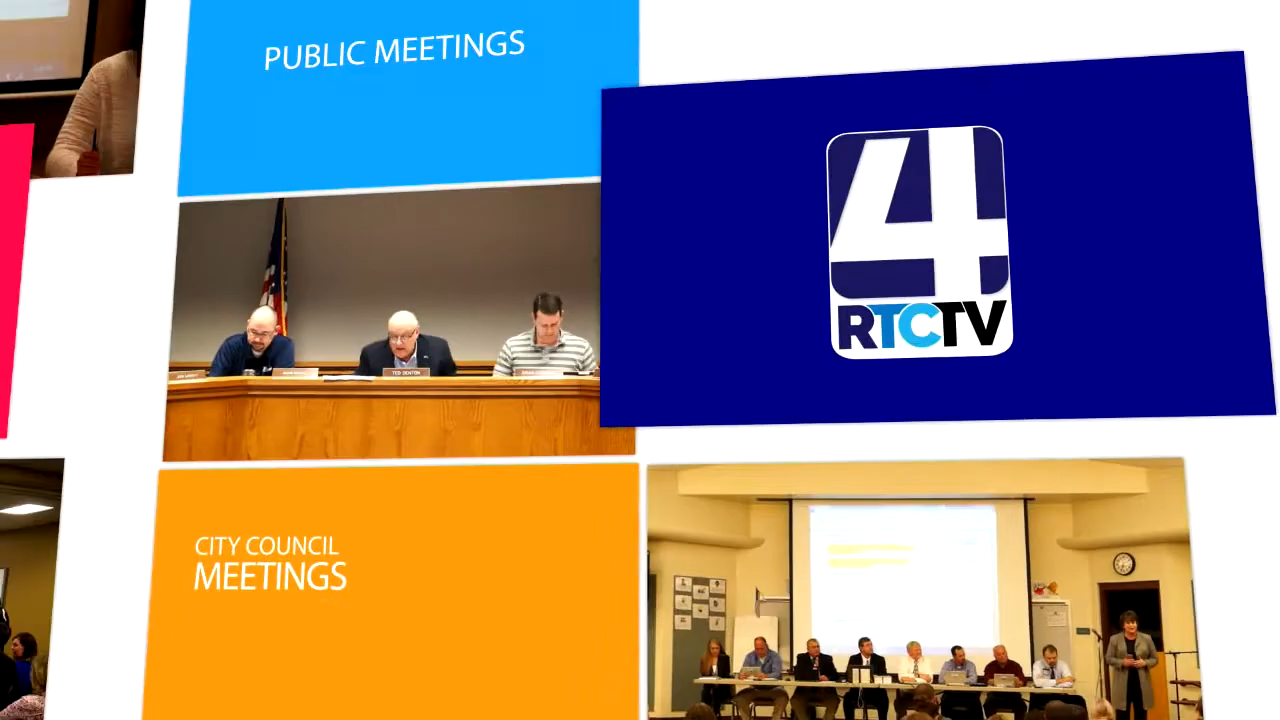 PUBLIC MEETINGS
4
RTCTV
TED DENTON
CITY COUNCIL
MEETINGS